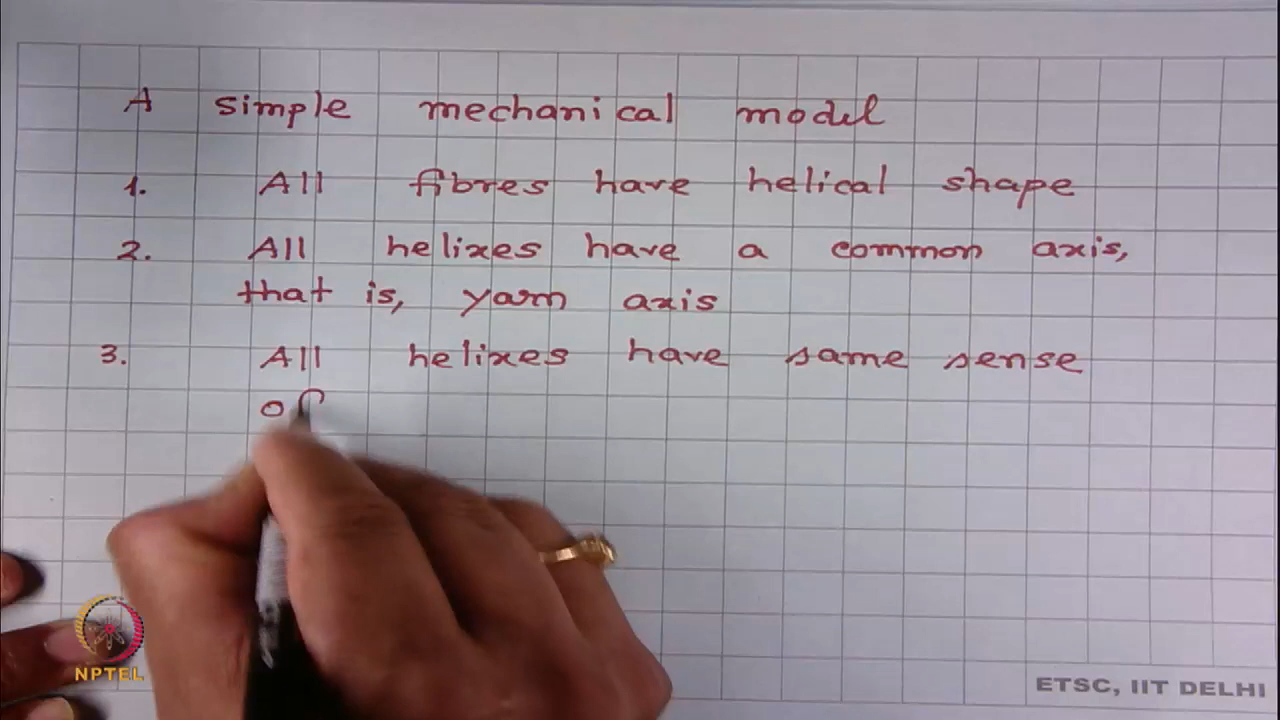 A simple mechanical model
1. All fibres have helical shape
2. All helixes have a common axis,
that is, yarn axis
3. All helixes have same sense
of
NPTEL
ETSC, IIT DELHI